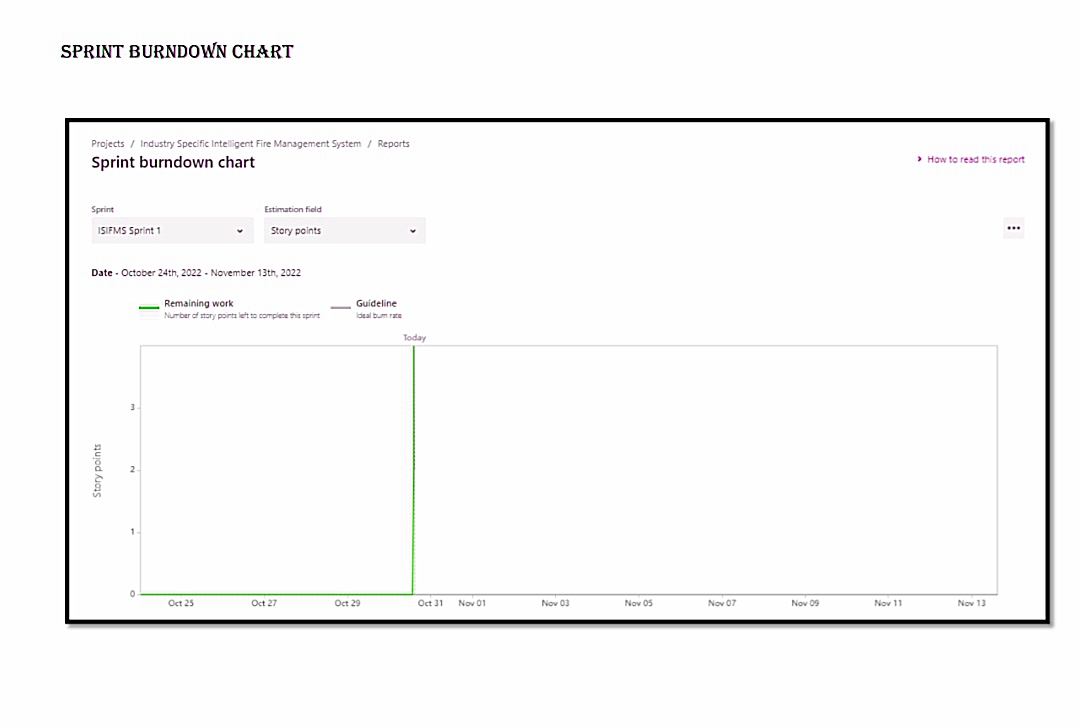 SPRINT BURNDOWN CHART
Projects / Industry Specific Intelligent Fire Management System / Reports
Sprint burndown chart
How to read this report
Sprint
Estimation field
ISIFMS Sprint 1
Story points
Date - October 24th, 2022 - November 13th, 2022
Remaining work
Number of story points left to complete this sprint
Guideline
Ideal burn rate
Today
Story points
3
2
1
0
Oct 25 Oct 27 Oct 29 Oct 31 Nov 01 Nov 03 Nov 05 Nov 07 Nov 09 Nov 11 Nov 13